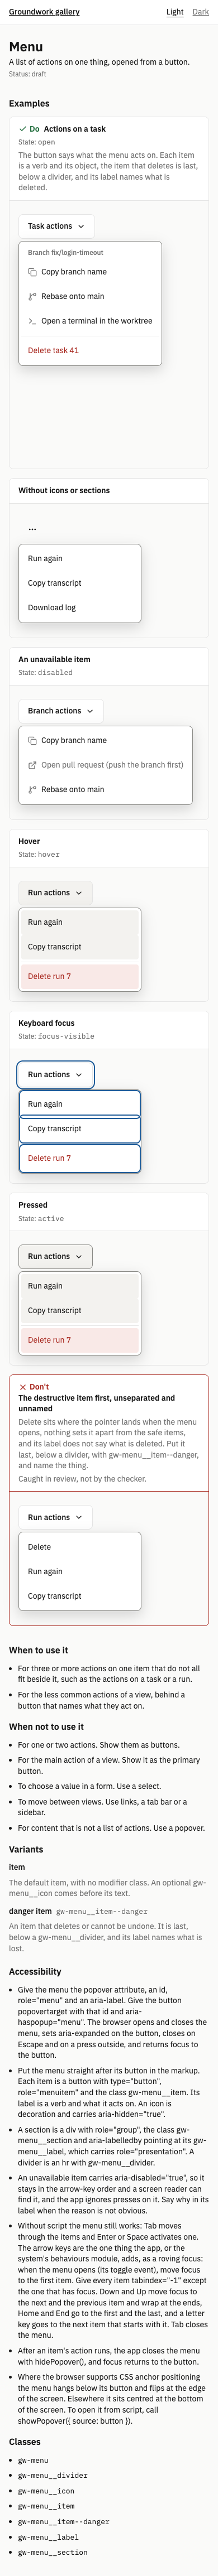 Groundwork gallery
Light
Dark
Menu
A list of actions on one thing, opened from a button.
Status: draft
Examples
Do Actions on a task
State: open
The button says what the menu acts on. Each item
is a verb and its object, the item that deletes is last,
below a divider, and its label names what is
deleted.
Task actions
Branch fix/login-timeout
Copy branch name
Rebase onto main
Open a terminal in the worktree
Delete task 41
Without icons or sections
...
Run again
Copy transcript
Download log
An unavailable item
State: disabled
Branch actions
Copy branch name
Open pull request (push the branch first)
Rebase onto main
Hover
State: hover
Run actions
Run again
Copy transcript
Delete run 7
Keyboard focus
State: focus-visible
Run actions
Run again
Copy transcript
Delete run 7
Pressed
State: active
Run actions
Run again
Copy transcript
Delete run 7
Don't
The destructive item first, unseparated and
unnamed
Delete sits where the pointer lands when the menu
opens, nothing sets it apart from the safe items,
and its label does not say what is deleted. Put it
last, below a divider, with gw-menu__item--danger,
and name the thing.
Caught in review, not by the checker.
Run actions
Delete
Run again
Copy transcript
When to use it
For three or more actions on one item that do not all
fit beside it, such as the actions on a task or a run.
For the less common actions of a view, behind a
button that names what they act on.
When not to use it
For one or two actions. Show them as buttons.
For the main action of a view. Show it as the primary
button.
To choose a value in a form. Use a select.
To move between views. Use links, a tab bar or a
sidebar.
For content that is not a list of actions. Use a popover.
Variants
item
The default item, with no modifier class. An optional gw-
menu__icon comes before its text.
danger item gw-menu__item--danger
An item that deletes or cannot be undone. It is last,
below a gw-menu__divider, and its label names what is
lost.
Accessibility
Give the menu the popover attribute, an id,
role="menu" and an aria-label. Give the button
popovertarget with that id and aria-
haspopup="menu". The browser opens and closes the
menu, sets aria-expanded on the button, closes on
Escape and on a press outside, and returns focus to
the button.
Put the menu straight after its button in the markup.
Each item is a button with type="button",
role="menuitem" and the class gw-menu__item. Its
label is a verb and what it acts on. An icon is
decoration and carries aria-hidden="true".
A section is a div with role="group", the class gw-
menu__section and aria-labelledby pointing at its gw-
menu__label, which carries role="presentation". A
divider is an hr with gw-menu__divider.
An unavailable item carries aria-disabled="true", so it
stays in the arrow-key order and a screen reader can
find it, and the app ignores presses on it. Say why in its
label when the reason is not obvious.
Without script the menu still works: Tab moves
through the items and Enter or Space activates one.
The arrow keys are the one thing the app, or the
system's behaviours module, adds, as a roving focus:
when the menu opens (its toggle event), move focus
to the first item. Give every item tabindex="-1" except
the one that has focus. Down and Up move focus to
the next and the previous item and wrap at the ends,
Home and End go to the first and the last, and a letter
key goes to the next item that starts with it. Tab closes
the menu.
After an item's action runs, the app closes the menu
with hidePopover(), and focus returns to the button.
Where the browser supports CSS anchor positioning
the menu hangs below its button and flips at the edge
of the screen. Elsewhere it sits centred at the bottom
of the screen. To open it from script, call
showPopover({ source: button }).
Classes
gw-menu
gw-menu__divider
gw-menu__icon
gw-menu__item
gw-menu__item--danger
gw-menu__label
gw-menu__section